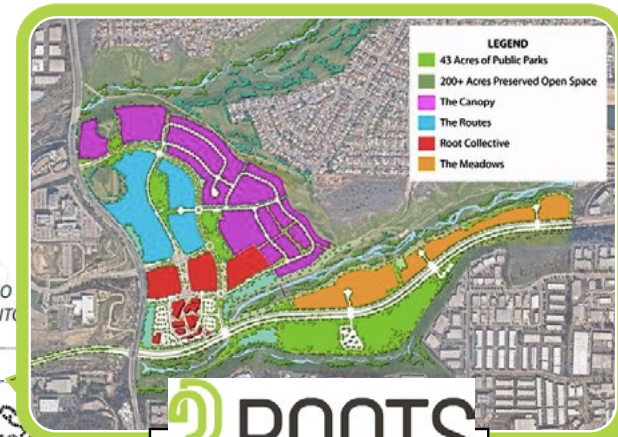 LEGEND
43 Acres of Public Parks
200+ Acres Preserved Open Space
The Canopy
The Routes
Root Collective
The Meadows
ROOTS